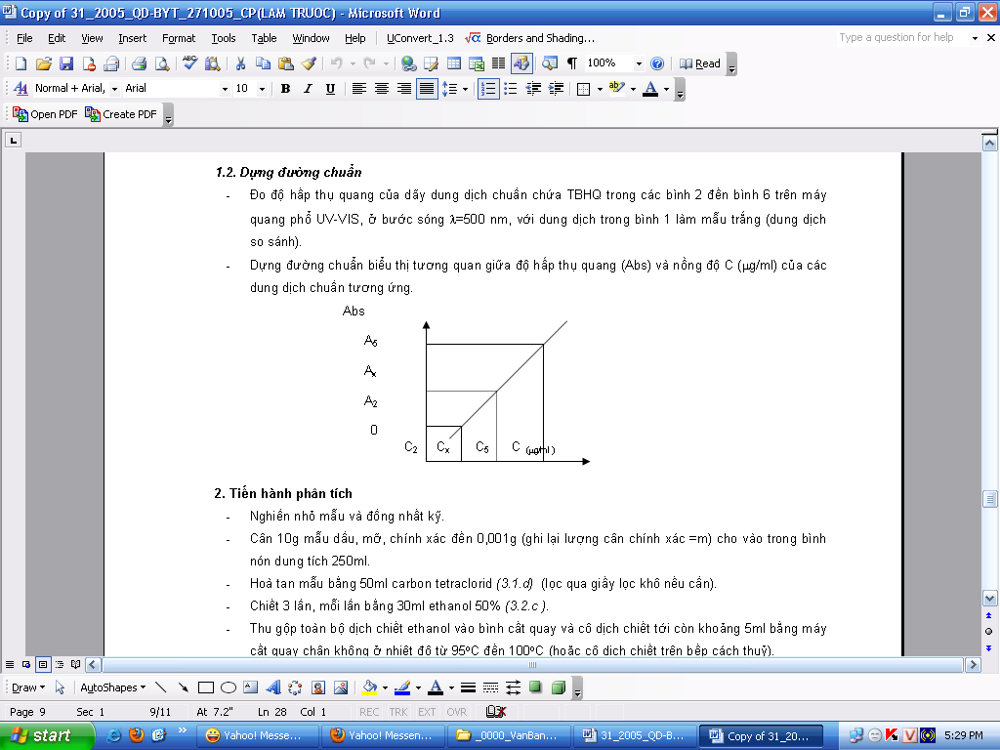 Copy of 31_2005_QD-BYT_271005_CP(LAM TRUOC) - Microsoft Word
File Edit View Insert Format Tools Table Window Help UConvert_1.3 √α Borders and Shading... Type a question for help
100% Read
Normal + Arial, Arial 10 B I U
Open PDF Create PDF
L
1.2. Dựng đường chuẩn
- Đo độ hấp thụ quang của dãy dung dịch chuẩn chứa TBHQ trong các bình 2 đến bình 6 trên máy
quang phổ UV-VIS, ở bước sóng λ=500 nm, với dung dịch trong bình 1 làm mẫu trắng (dung dịch
so sánh).
- Dựng đường chuẩn biểu thị tương quan giữa độ hấp thụ quang (Abs) và nồng độ C (µg/ml) của các
dung dịch chuẩn tương ứng.
Abs
A6
Ax
A2
0
C2 Cx C5 C (µg/ml)
2. Tiến hành phân tích
- Nghiền nhỏ mẫu và đồng nhất kỹ.
- Cân 10g mẫu dầu, mỡ, chính xác đến 0,001g (ghi lại lượng cân chính xác =m) cho vào trong bình
nón dung tích 250ml.
- Hoà tan mẫu bằng 50ml carbon tetraclorid (3.1.d) (lọc qua giấy lọc khô nếu cần).
- Chiết 3 lần, mỗi lần bằng 30ml ethanol 50% (3.2.c ).
- Thu gộp toàn bộ dịch chiết ethanol vào bình cất quay và cô dịch chiết tới còn khoảng 5ml bằng máy
cất quay chân không ở nhiệt độ từ 95ºC đến 100ºC (hoặc cô dịch chiết trên bếp cách thuỷ).
Draw AutoShapes
Page 9 Sec 1 9/11 At 7.2" Ln 28 Col 1 REC TRK EXT OVR
start Yahoo! Messe... Yahoo! Messen... _0000_VanBan... 31_2005_QD-B... Copy of 31_20... 5:29 PM